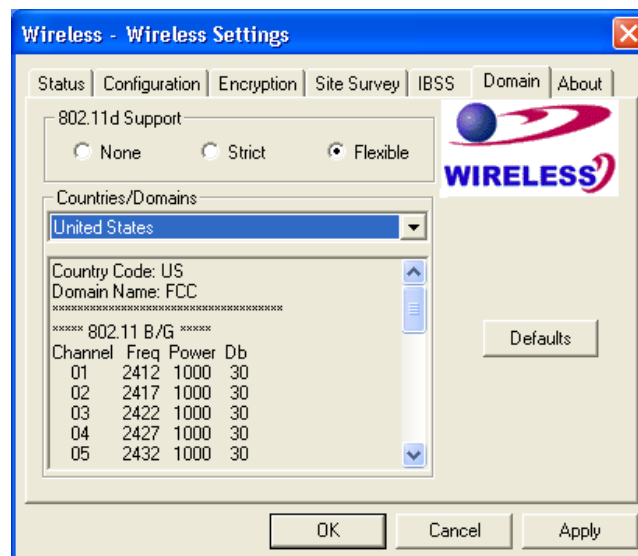 Wireless - Wireless Settings
Status Configuration Encryption Site Survey IBSS Domain About
802.11d Support
None Strict Flexible
WIRELESS
Countries/Domains
United States
Country Code: US
Domain Name: FCC
***** 802.11 B/G *****
Channel Freq Power Db
01 2412 1000 30
02 2417 1000 30
03 2422 1000 30
04 2427 1000 30
05 2432 1000 30
Defaults
OK Cancel Apply